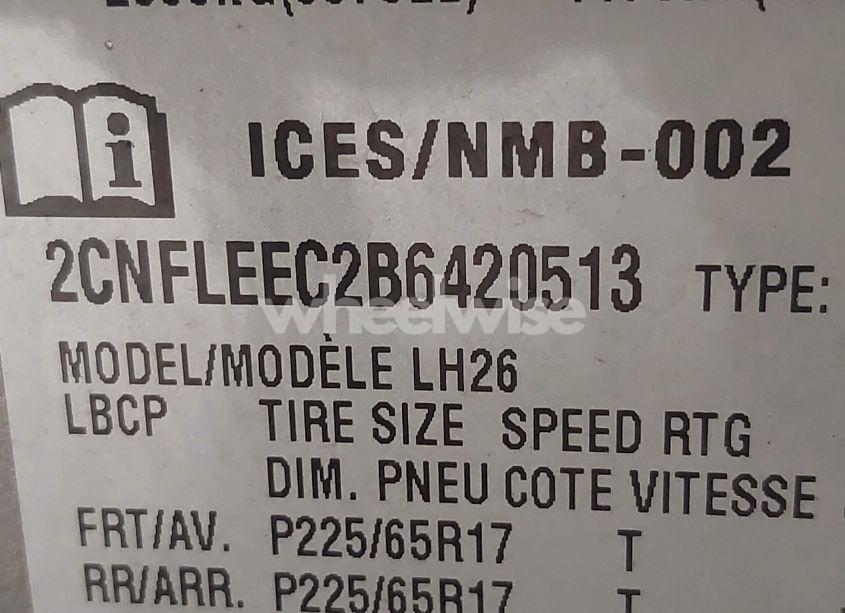 ICES/NMB-002
2CNFLEEC2B6420513 TYPE:
wheelwise
MODEL/MODÈLE LH26
LBCP TIRE SIZE SPEED RTG
DIM. PNEU COTE VITESSE
FRT/AV. P225/65R17 T
RR/ARR. P225/65R17 T